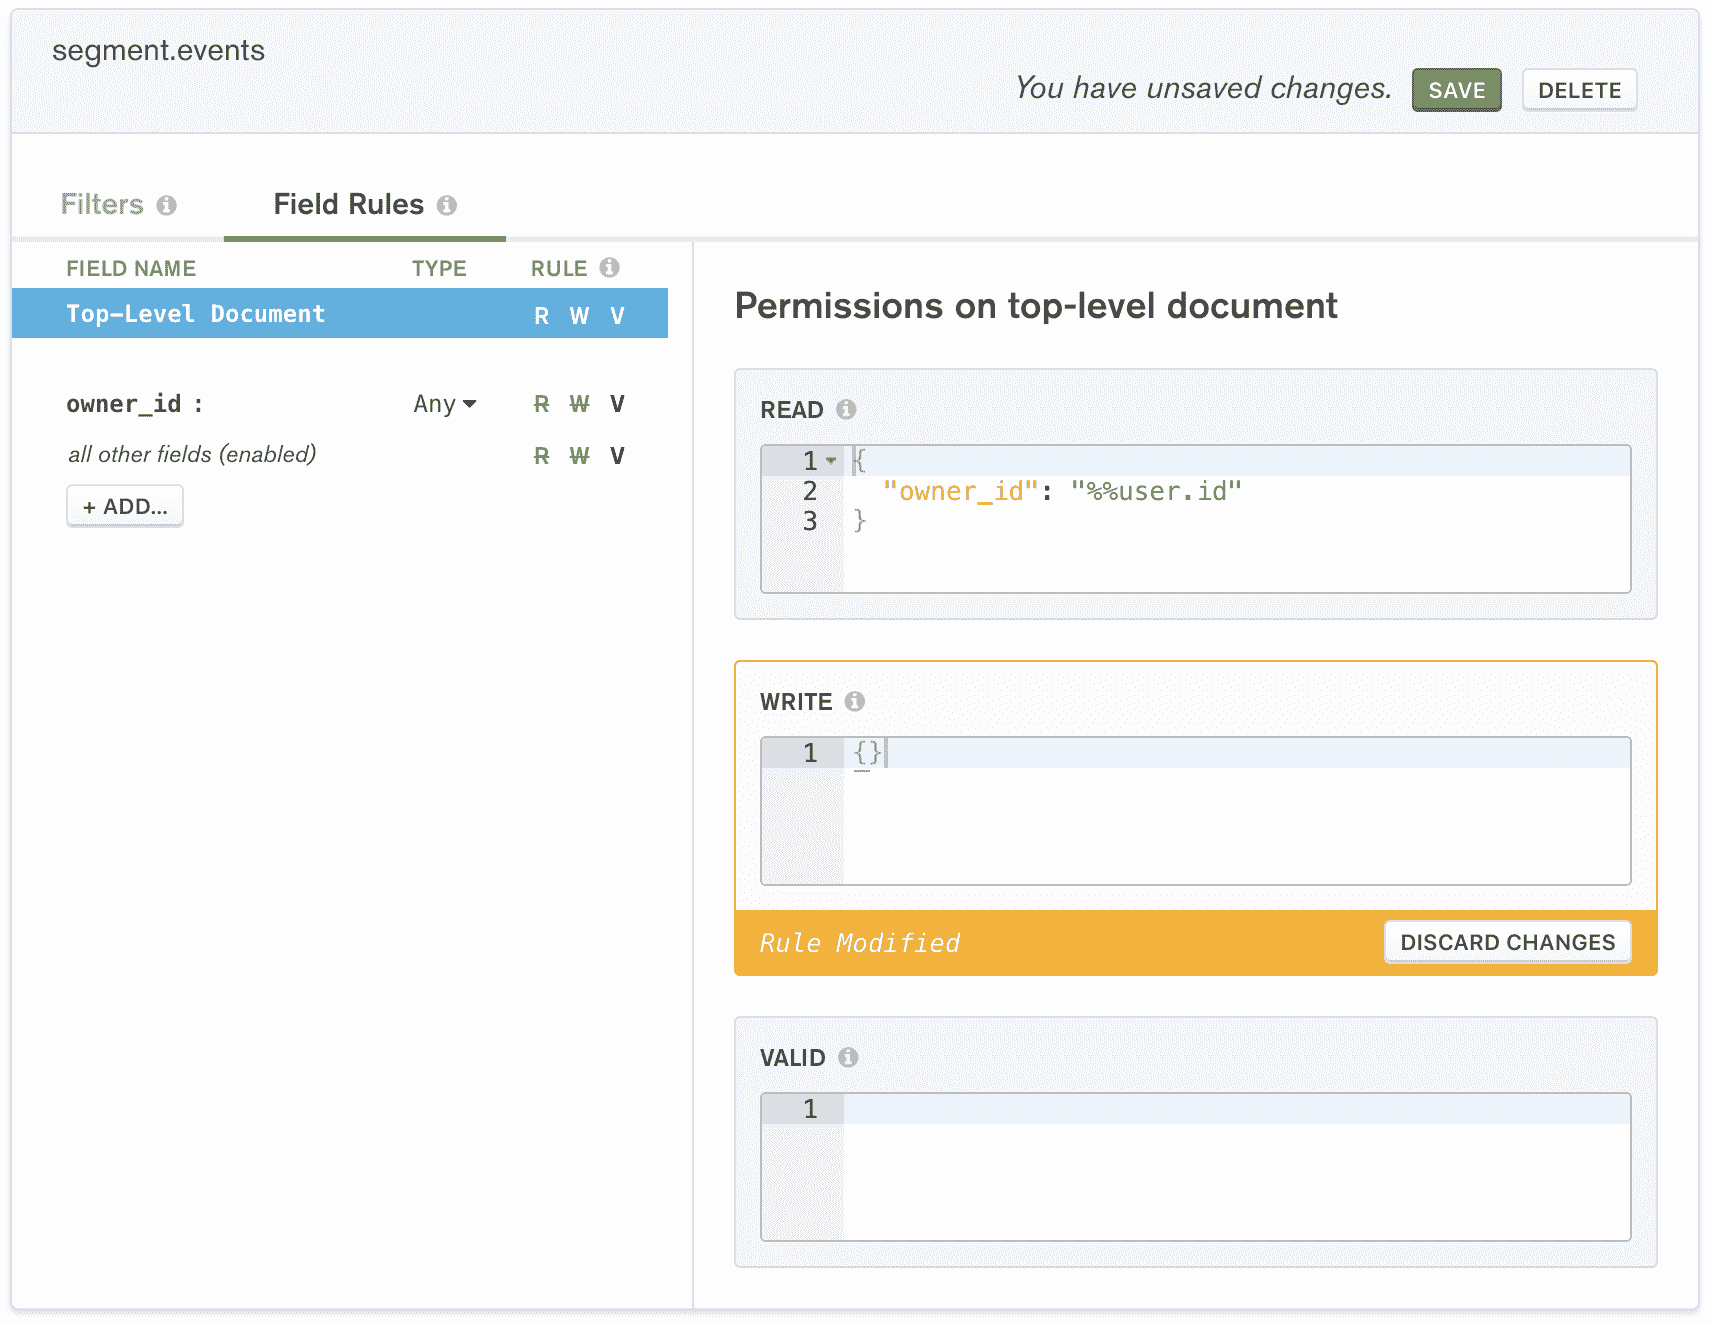 segment.events
You have unsaved changes. SAVE DELETE
Filters Field Rules
FIELD NAME TYPE RULE
Top-Level Document R W V
owner_id : Any R W V
all other fields (enabled) R W V
+ ADD...
Permissions on top-level document
READ
1 {
2 "owner_id": "%%user.id"
3 }
WRITE
1 {}
Rule Modified DISCARD CHANGES
VALID
1